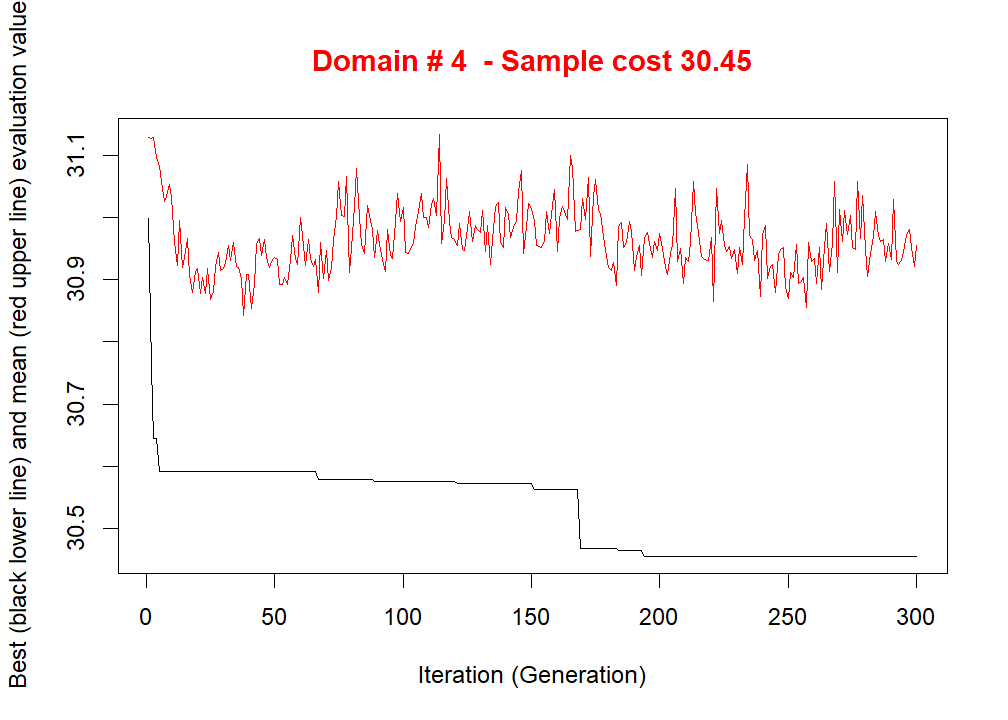 Domain # 4  - Sample cost 30.45
Best (black lower line) and mean (red upper line) evaluation value
31.1
30.9
30.7
30.5
0 50 100 150 200 250 300
Iteration (Generation)